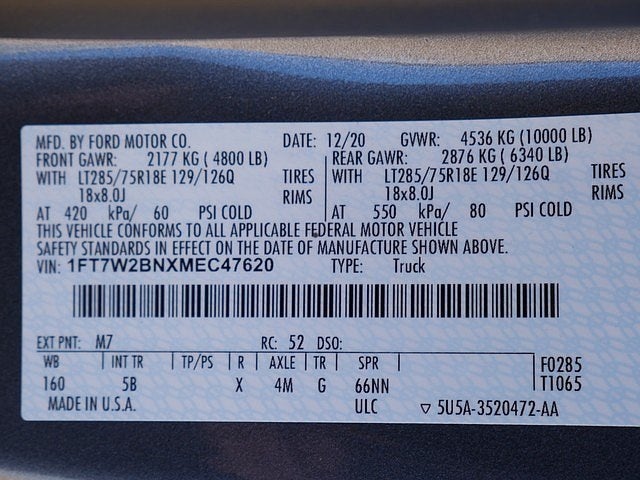 MFD. BY FORD MOTOR CO. DATE: 12/20 GVWR: 4536 KG (10000 LB)
FRONT GAWR: 2177 KG ( 4800 LB) REAR GAWR: 2876 KG ( 6340 LB)
WITH LT285/75R18E 129/126Q TIRES WITH LT285/75R18E 129/126Q TIRES
18x8.0J RIMS 18x8.0J RIMS
AT 420 kPa/ 60 PSI COLD AT 550 kPa/ 80 PSI COLD
THIS VEHICLE CONFORMS TO ALL APPLICABLE FEDERAL MOTOR VEHICLE
SAFETY STANDARDS IN EFFECT ON THE DATE OF MANUFACTURE SHOWN ABOVE.
VIN: 1FT7W2BNXMEC47620 TYPE: Truck
EXT PNT: M7 RC: 52 DSO:
WB | INT TR | TP/PS | R | AXLE | TR | SPR | F0285
160 5B X 4M G 66NN T1065
MADE IN U.S.A. ULC ▽ 5U5A-3520472-AA